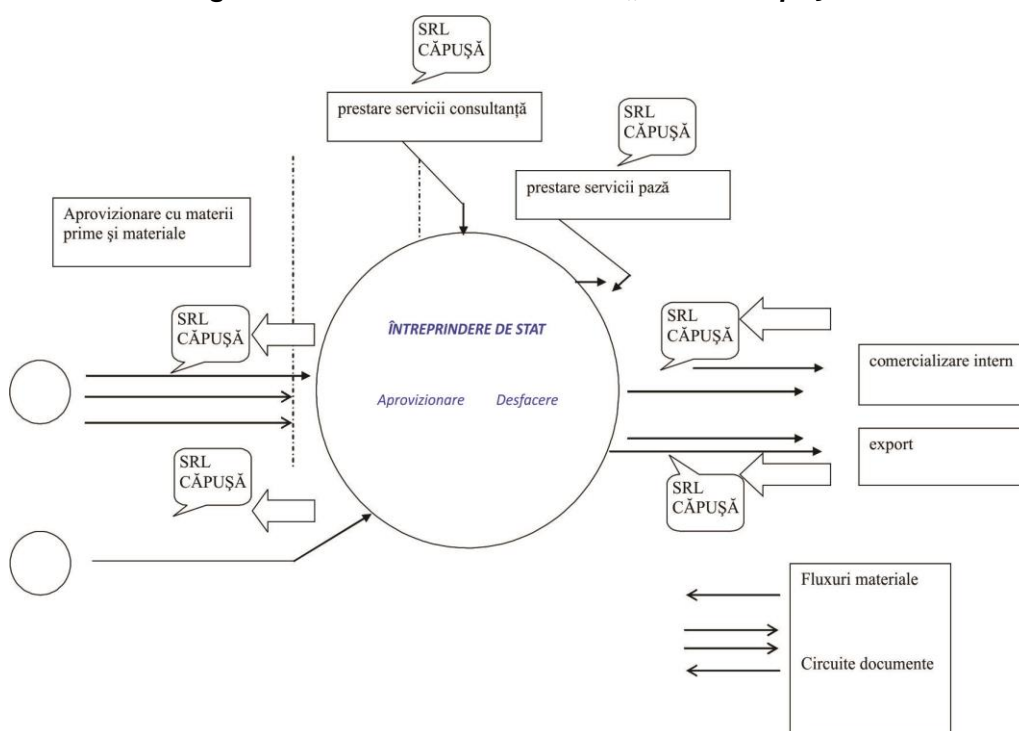 SRL
CĂPUŞĂ
prestare servicii consultanță
SRL
CĂPUŞĂ
prestare servicii pază
Aprovizionare cu materii
prime şi materiale
SRL
CĂPUŞĂ
ÎNTREPRINDERE DE STAT
SRL
CĂPUŞĂ
comercializare intern
Aprovizionare Desfacere
export
SRL
CĂPUŞĂ
SRL
CĂPUŞĂ
Fluxuri materiale
Circuite documente